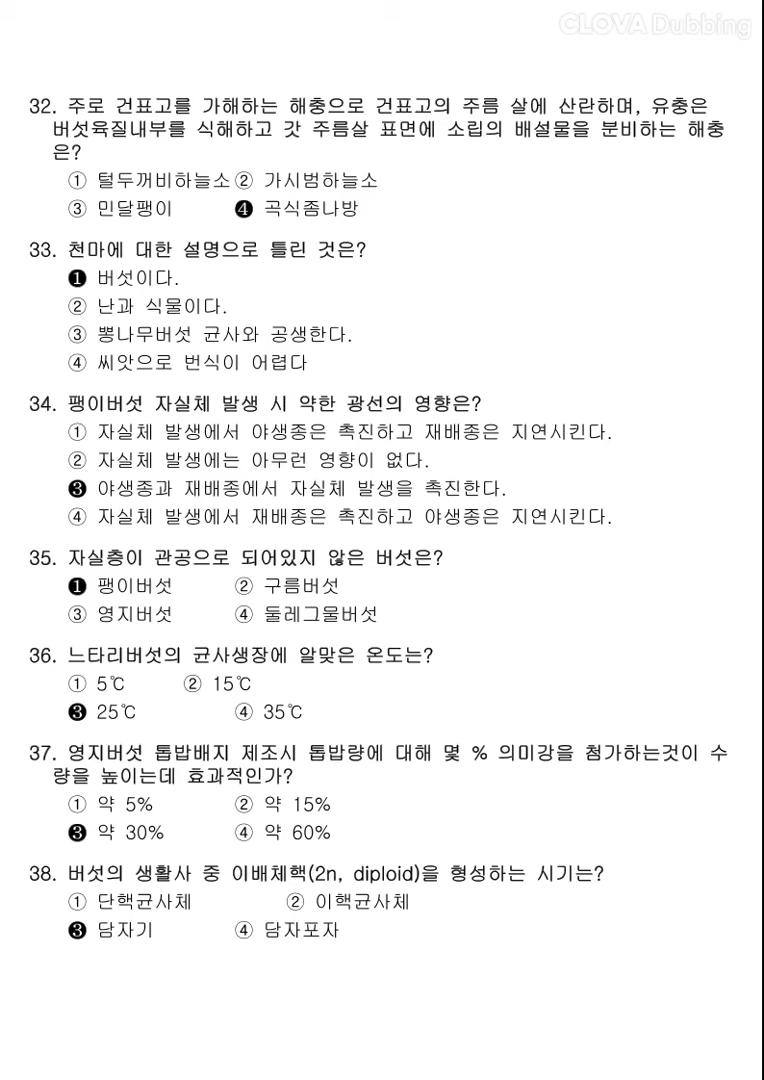 CLOVA Dubbing
32. 주로 건표고를 가해하는 해충으로 건표고의 주름 살에 산란하며, 유충은
버섯육질내부를 식해하고 갓 주름살 표면에 소립의 배설물을 분비하는 해충
은?
① 털두꺼비하늘소 ② 가시범하늘소
③ 민달팽이 ❹ 곡식좀나방
33. 천마에 대한 설명으로 틀린 것은?
❶ 버섯이다.
② 난과 식물이다.
③ 뽕나무버섯 균사와 공생한다.
④ 씨앗으로 번식이 어렵다
34. 팽이버섯 자실체 발생 시 약한 광선의 영향은?
① 자실체 발생에서 야생종은 촉진하고 재배종은 지연시킨다.
② 자실체 발생에는 아무런 영향이 없다.
❸ 야생종과 재배종에서 자실체 발생을 촉진한다.
④ 자실체 발생에서 재배종은 촉진하고 야생종은 지연시킨다.
35. 자실층이 관공으로 되어있지 않은 버섯은?
❶ 팽이버섯 ② 구름버섯
③ 영지버섯 ④ 둘레그물버섯
36. 느타리버섯의 균사생장에 알맞은 온도는?
① 5℃ ② 15℃
❸ 25℃ ④ 35℃
37. 영지버섯 톱밥배지 제조시 톱밥량에 대해 몇 % 의미강을 첨가하는것이 수
량을 높이는데 효과적인가?
① 약 5% ② 약 15%
❸ 약 30% ④ 약 60%
38. 버섯의 생활사 중 이배체핵(2n, diploid)을 형성하는 시기는?
① 단핵균사체 ② 이핵균사체
❸ 담자기 ④ 담자포자